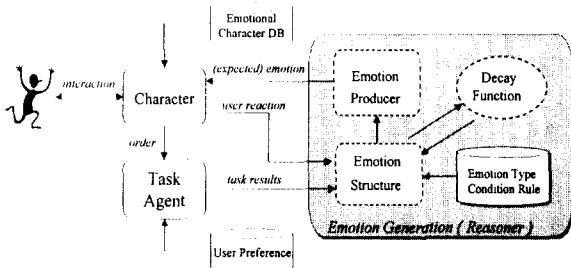 Emotional
Character DB
interaction
Character
(expected) emotion
user reaction
order
Task
Agent
task results
User Preference
Emotion
Producer
Decay
Function
Emotion
Structure
Emotion Type
Condition Rule
Emotion Generation ( Reasoner )